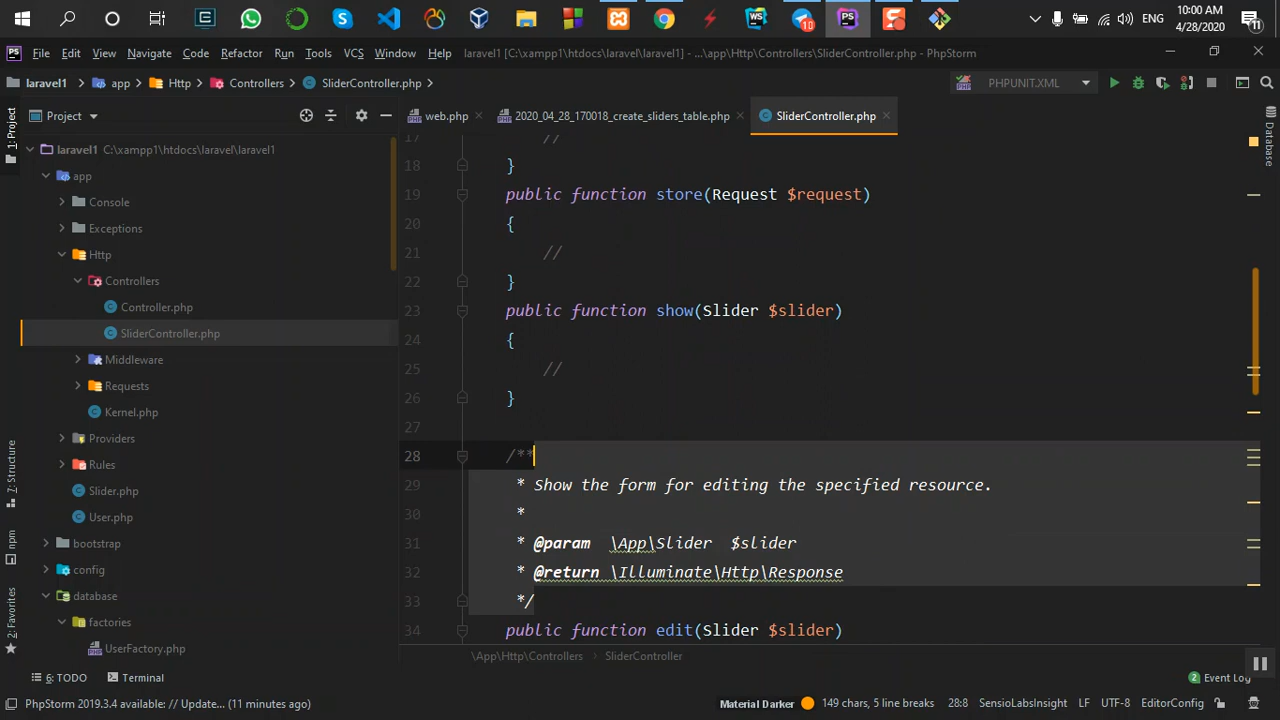 10
11
ENG
10:00 AM
4/28/2020
PS
File Edit View Navigate Code Refactor Run Tools VCS Window Help
laravel1 [C:\xampp1\htdocs\laravel\laravel1] - ...\app\Http\Controllers\SliderController.php - PhpStorm
laravel1 app Http Controllers SliderController.php
PHPUNIT.XML
Project
web.php
2020_04_28_170018_create_sliders_table.php
SliderController.php
1: Project
7: Structure
npm
2: Favorites
Database
laravel1 C:\xampp1\htdocs\laravel\laravel1
app
Console
Exceptions
Http
Controllers
Controller.php
SliderController.php
Middleware
Requests
Kernel.php
Providers
Rules
Slider.php
User.php
bootstrap
config
database
factories
UserFactory.php
17 //
18 }
19 public function store(Request $request)
20 {
21 //
22 }
23 public function show(Slider $slider)
24 {
25 //
26 }
27
28 /**
29 * Show the form for editing the specified resource.
30 *
31 * @param \App\Slider $slider
32 * @return \Illuminate\Http\Response
33 */
34 public function edit(Slider $slider)
\App\Http\Controllers SliderController
6: TODO
Terminal
2 Event Log
PhpStorm 2019.3.4 available: // Update... (11 minutes ago)
Material Darker 149 chars, 5 line breaks 28:8 SensioLabsInsight LF UTF-8 EditorConfig